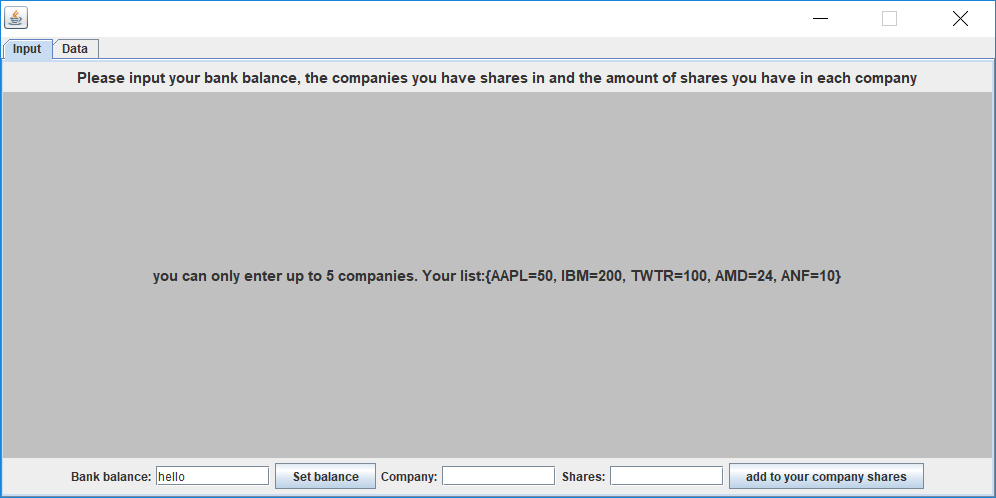 Input Data
Please input your bank balance, the companies you have shares in and the amount of shares you have in each company
you can only enter up to 5 companies. Your list:{AAPL=50, IBM=200, TWTR=100, AMD=24, ANF=10}
Bank balance: hello Set balance Company: Shares: add to your company shares